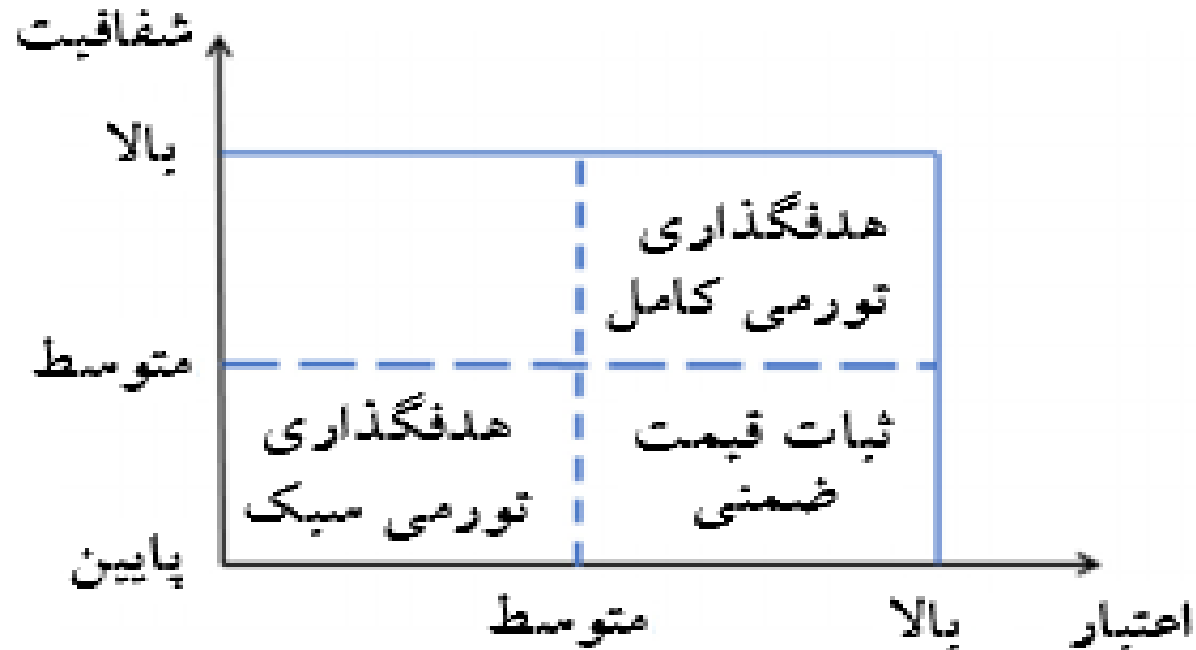 شفافیت
بالا
هدفگذاری
تورمی کامل
متوسط
ثبات قیمت
ضمنی
هدفگذاری
تورمی سبک
پایین
متوسط
بالا
اعتبار